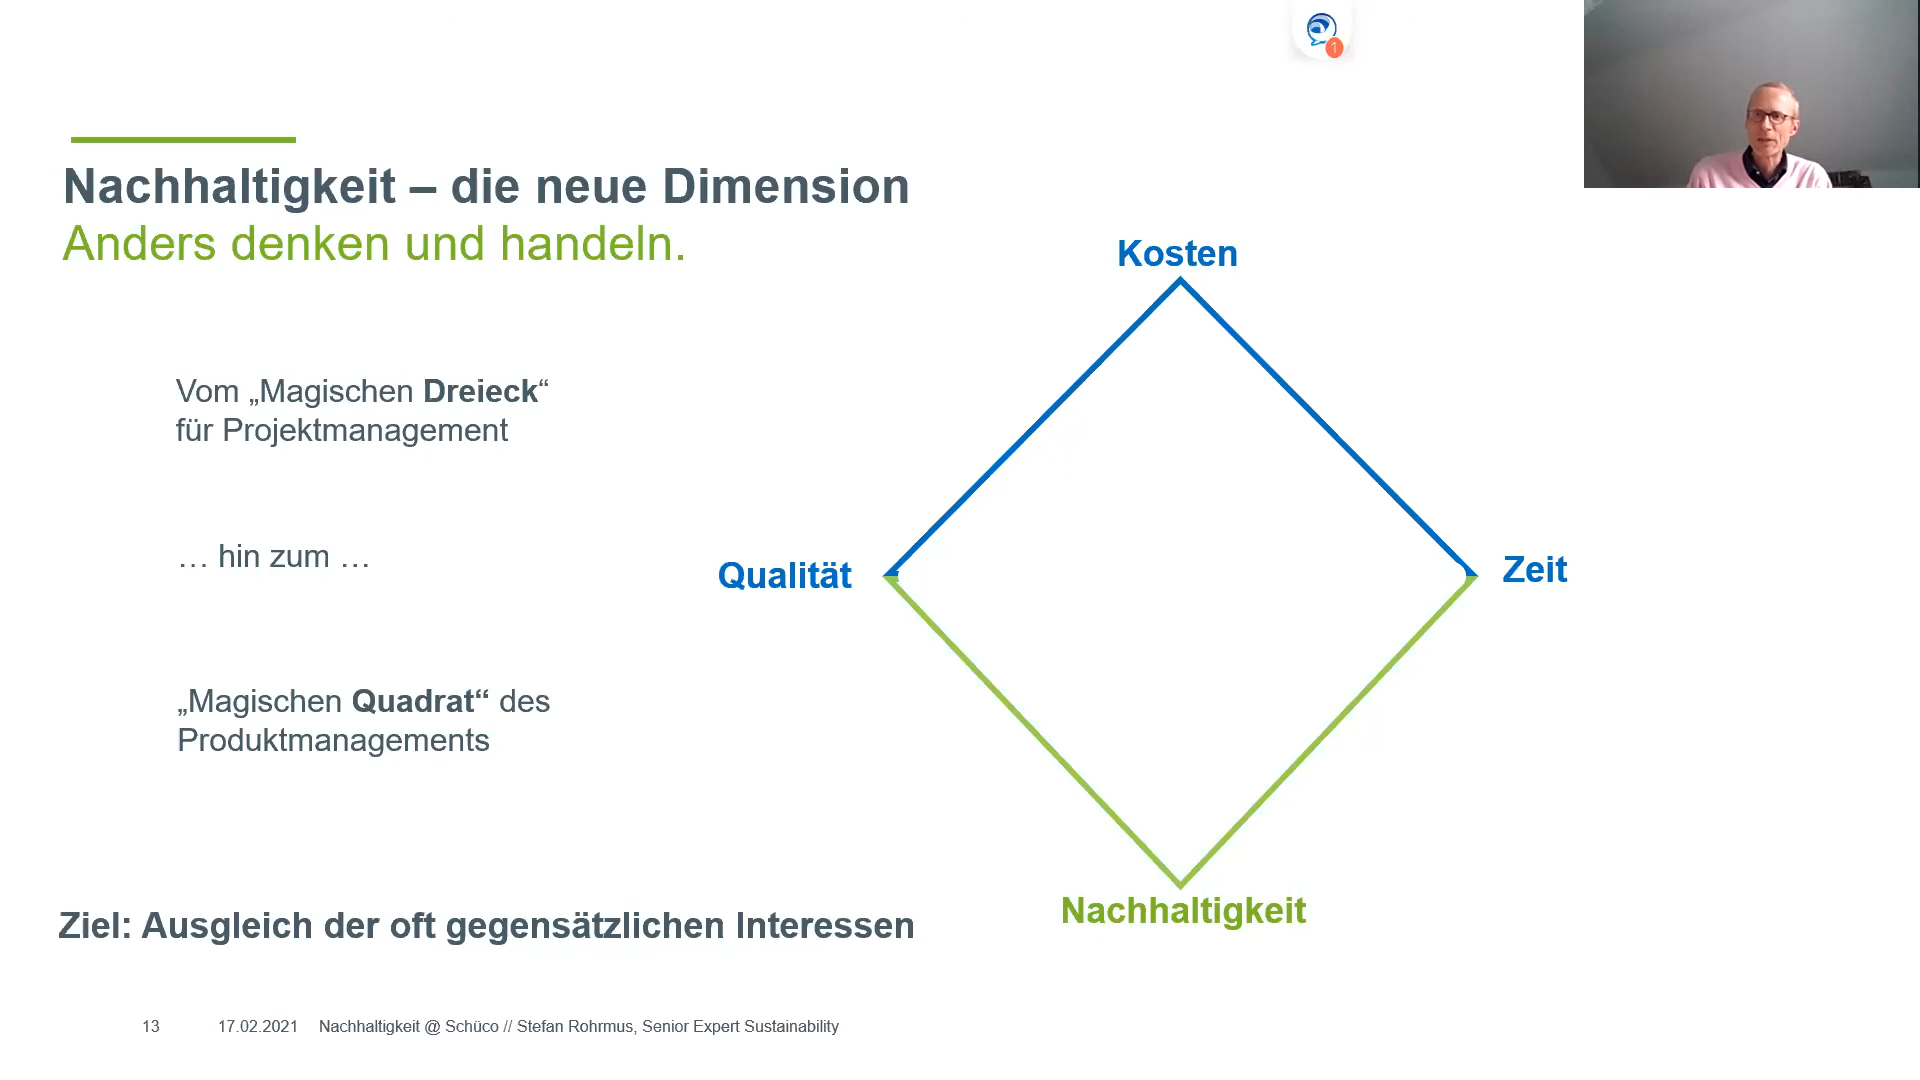 1
Nachhaltigkeit – die neue Dimension
Anders denken und handeln.
Kosten
Vom „Magischen Dreieck“
für Projektmanagement
… hin zum …
Qualität
Zeit
„Magischen Quadrat“ des
Produktmanagements
Nachhaltigkeit
Ziel: Ausgleich der oft gegensätzlichen Interessen
13 17.02.2021 Nachhaltigkeit @ Schüco // Stefan Rohrmus, Senior Expert Sustainability